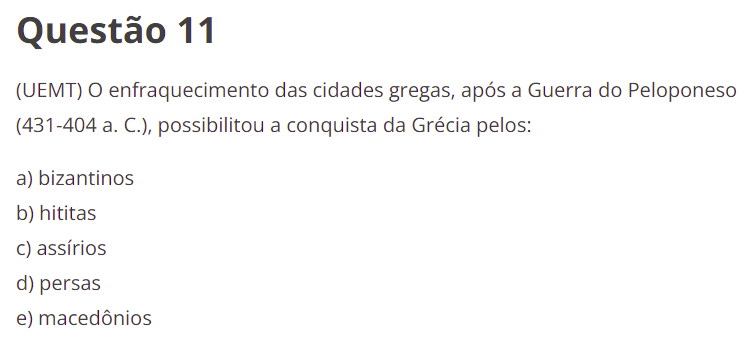 Questão 11
(UEMT) O enfraquecimento das cidades gregas, após a Guerra do Peloponeso
(431-404 a. C.), possibilitou a conquista da Grécia pelos:
a) bizantinos
b) hititas
c) assírios
d) persas
e) macedônios